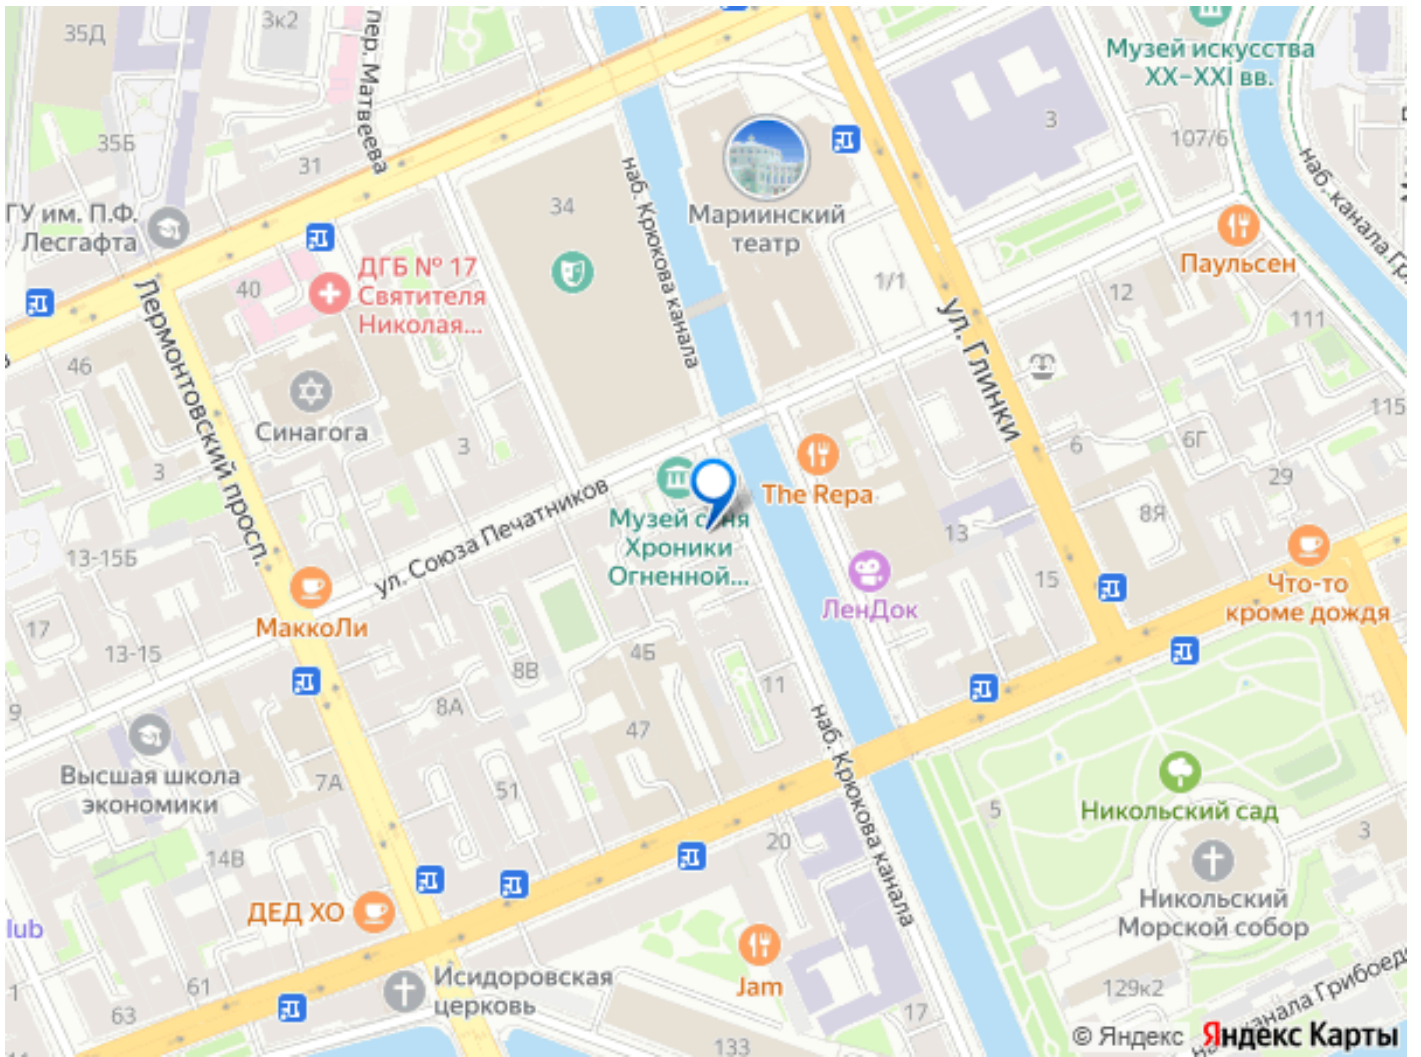 35Д
3к2
пер. Матвеева
Музей искусства
XX–XXI вв.
35Б
31
3
107/6
наб. канала Гр
ГУ им. П.Ф.
Лесгафта
34
наб. Крюкова канала
Мариинский
театр
Паульсен
40
ДГБ № 17
Святителя
Николая...
1/1
12
111
Лермонтовский просп.
ул. Глинки
46
Синагога
3
3
6
6Г
115
29
The Repa
Музей
Хроники
Огненной...
ул. Союза Печатников
13
8Я
13-15Б
МаккоЛи
ЛенДок
15
Что-то
кроме дождя
17
13-15
8В
4Б
11
9
8А
47
наб. Крюкова канала
Высшая школа
экономики
7А
51
5
Никольский сад
3
20
14В
Никольский
Морской собор
ДЕД ХО
lub
Jam
Исидоровская
церковь
61
1
63
129к2
17
133
канала Грибоед
© Яндекс Яндекс Карты